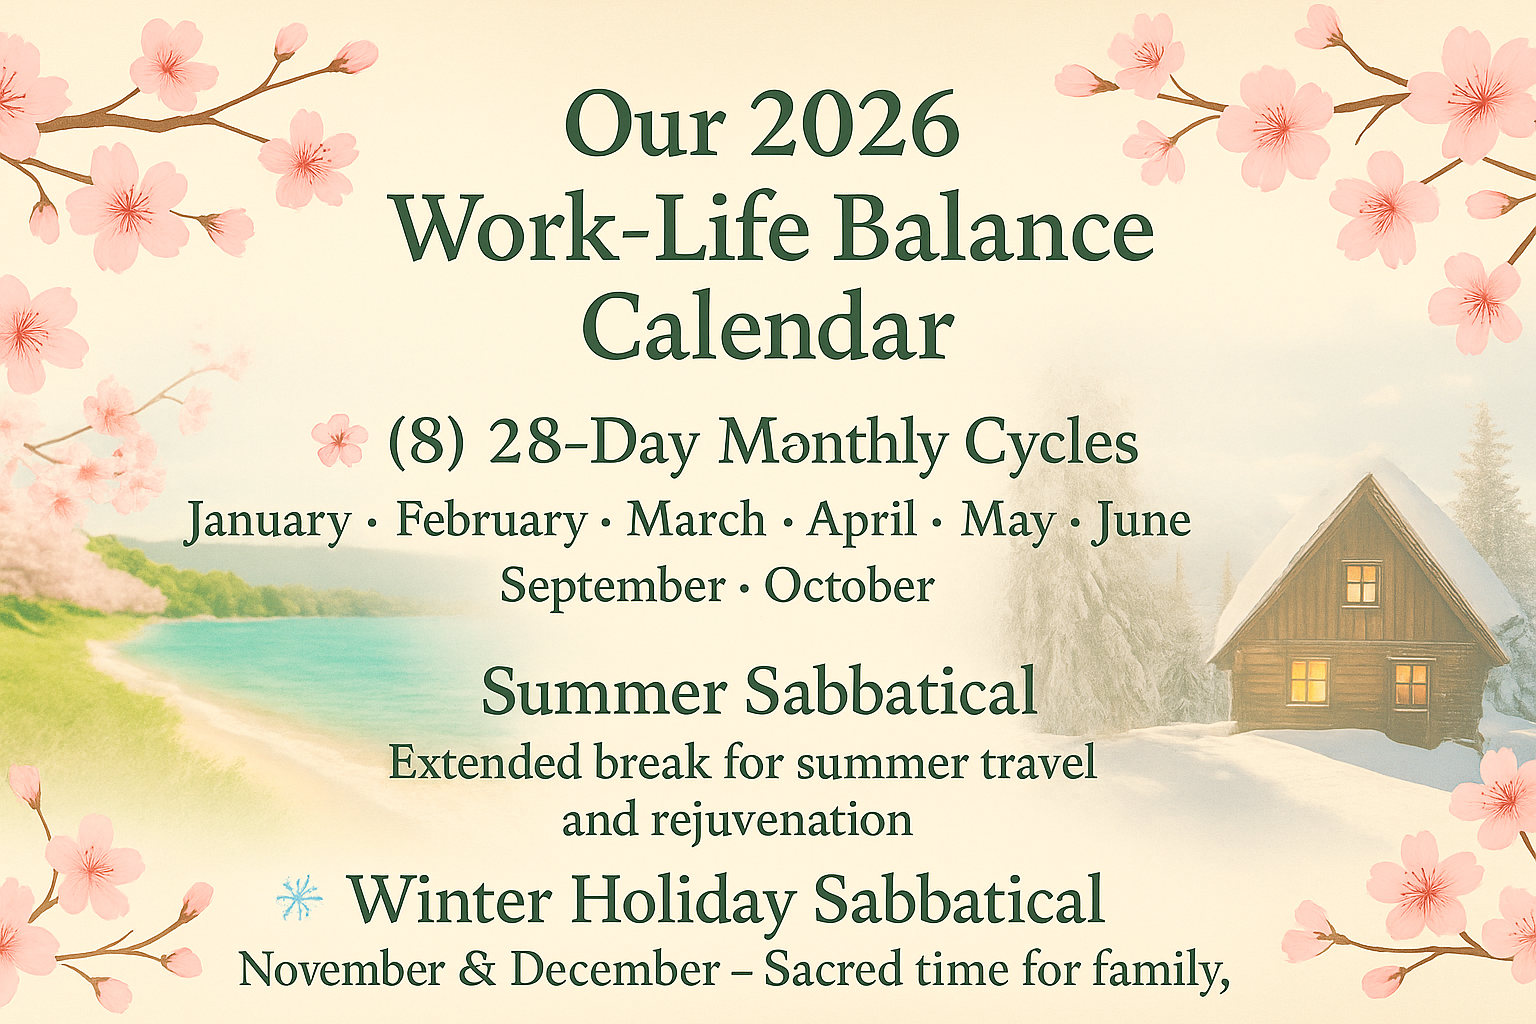 Our 2026
Work-Life Balance
Calendar
(8) 28-Day Monthly Cycles
January · February · March · April · May · June
September · October
Summer Sabbatical
Extended break for summer travel
and rejuvenation
Winter Holiday Sabbatical
November & December – Sacred time for family,